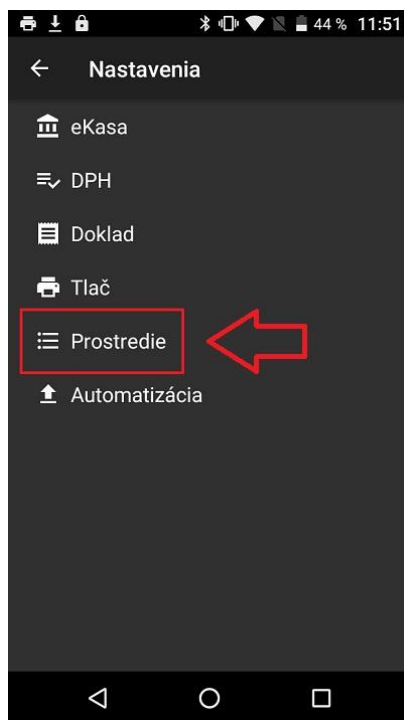 44 % 11:51
Nastavenia
eKasa
DPH
Doklad
Tlač
Prostredie
Automatizácia